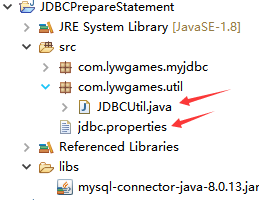 JDBCPrepareStatement
JRE System Library [JavaSE-1.8]
src
com.lywgames.myjdbc
com.lywgames.util
JDBCUtil.java
jdbc.properties
Referenced Libraries
libs
mysql-connector-java-8.0.13.jar